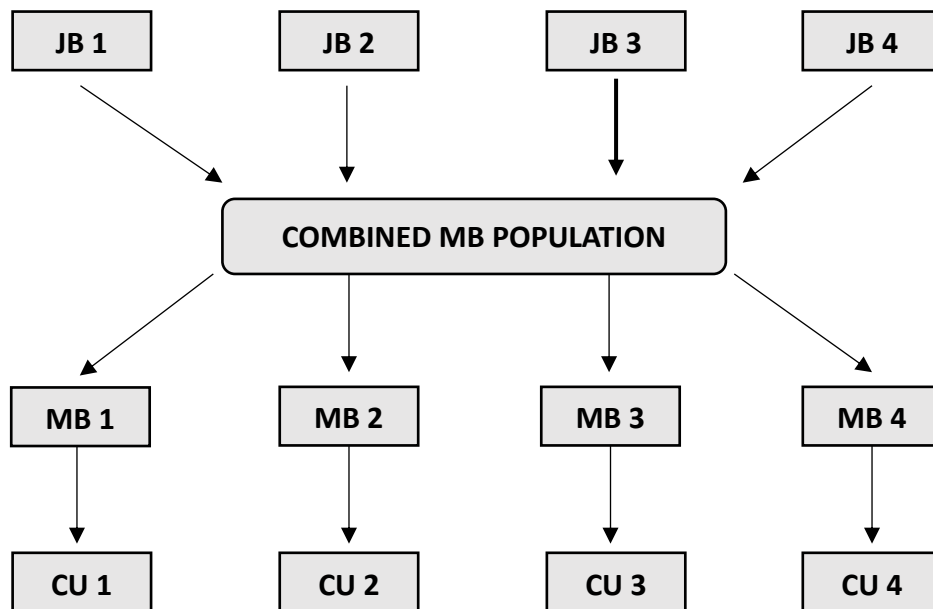 JB 1
JB 2
JB 3
JB 4
COMBINED MB POPULATION
MB 1
MB 2
MB 3
MB 4
CU 1
CU 2
CU 3
CU 4